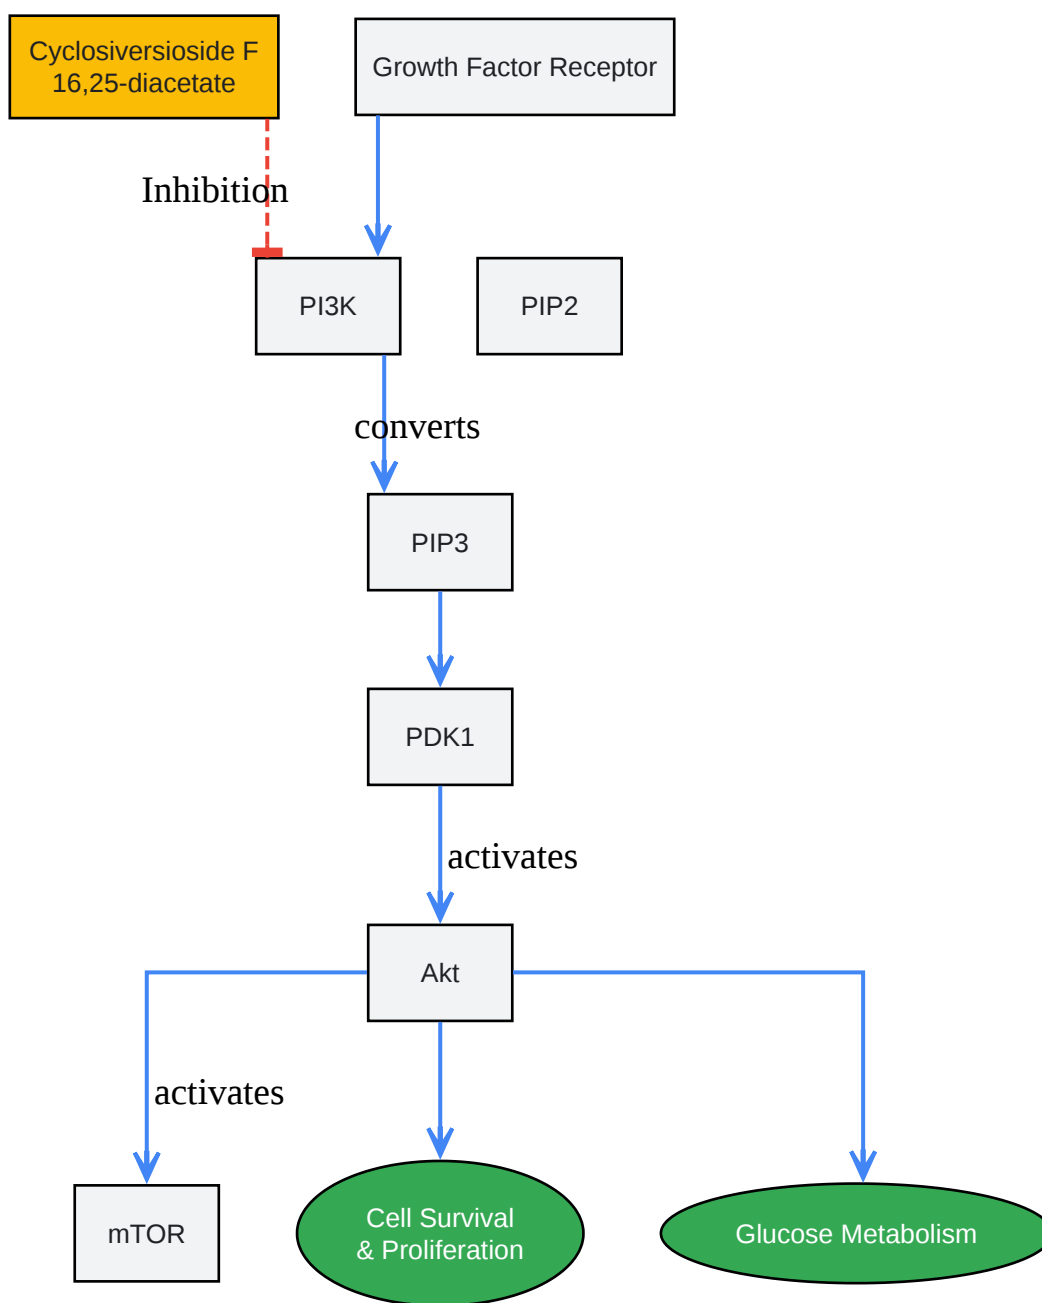 Cyclosiversioside F
16,25-diacetate
Growth Factor Receptor
Inhibition
PI3K
PIP2
converts
PIP3
PDK1
activates
Akt
activates
mTOR
Cell Survival
& Proliferation
Glucose Metabolism